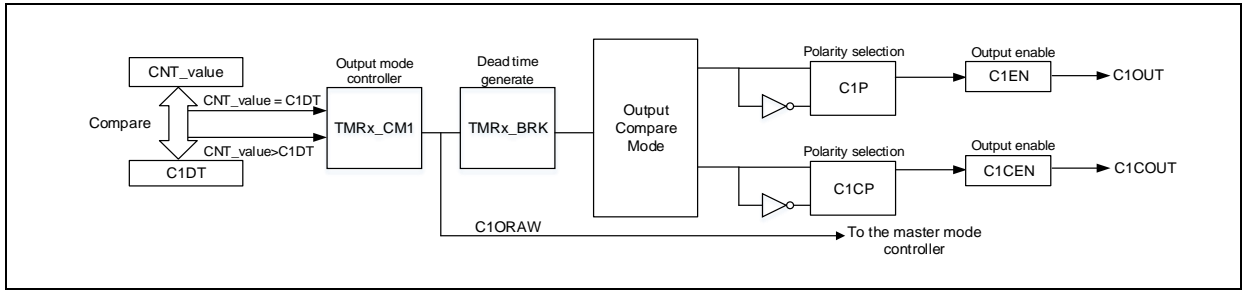 CNT_value
Compare
C1DT
CNT_value = C1DT
CNT_value>C1DT
Output mode
controller
TMRx_CM1
Dead time
generate
TMRx_BRK
C1ORAW
Output
Compare
Mode
Polarity selection
C1P
Output enable
C1EN
C1OUT
Polarity selection
C1CP
Output enable
C1CEN
C1COUT
To the master mode
controller